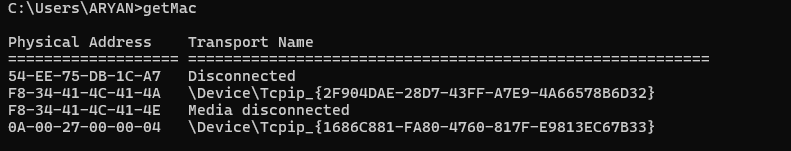 C:\Users\ARYAN>getMac
Physical Address    Transport Name
=================== ==========================================================
54-EE-75-DB-1C-A7   Disconnected
F8-34-41-4C-41-4A   \Device\Tcpip_{2F904DAE-28D7-43FF-A7E9-4A66578B6D32}
F8-34-41-4C-41-4E   Media disconnected
0A-00-27-00-00-04   \Device\Tcpip_{1686C881-FA80-4760-817F-E9813EC67B33}